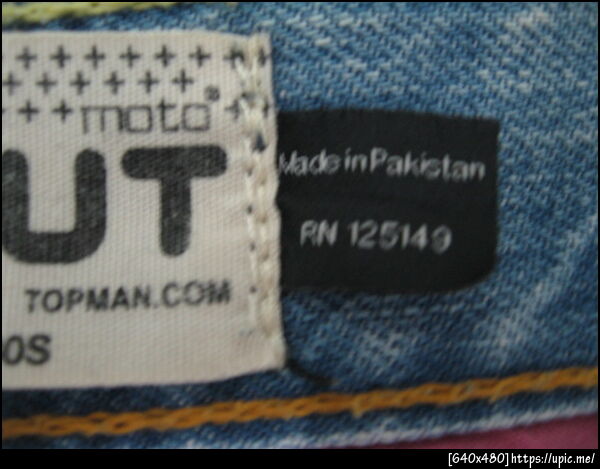 moto®
UT
TOPMAN.COM
0S
Made in Pakistan
RN 125149
[640x480]https://upic.me/